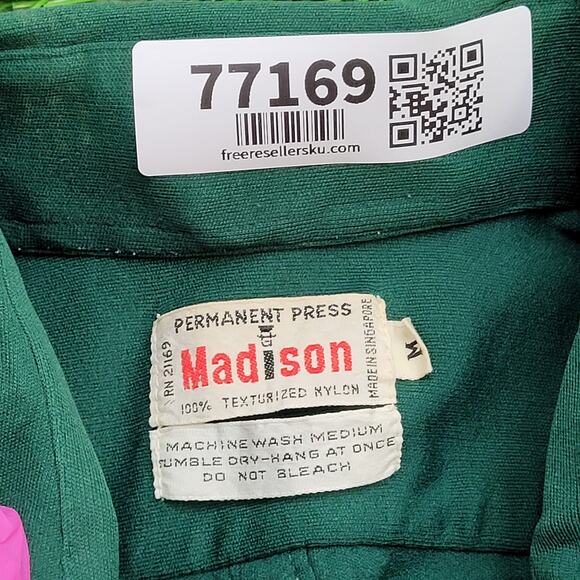 77169
freeresellersku.com
PERMANENT PRESS
RN 21169
Madison
MADE IN SINGAPORE
M
100% TEXTURIZED NYLON
MACHINE WASH MEDIUM
UMBLE DRY-HANG AT ONCE
DO NOT BLEACH